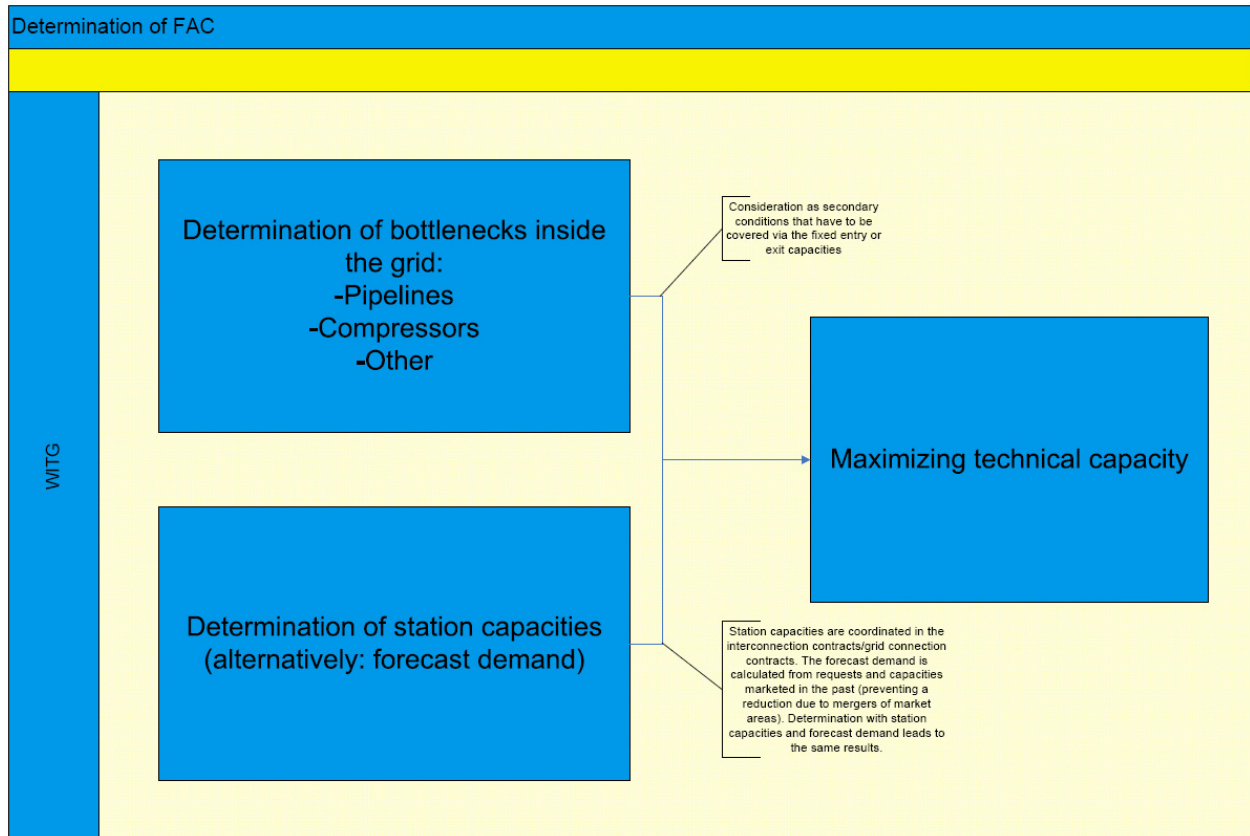 Determination of FAC
WITG
Determination of bottlenecks inside
the grid:
-Pipelines
-Compressors
-Other
Consideration as secondary
conditions that have to be
covered via the fixed entry or
exit capacities
Maximizing technical capacity
Determination of station capacities
(alternatively: forecast demand)
Station capacities are coordinated in the
interconnection contracts/grid connection
contracts. The forecast demand is
calculated from requests and capacities
marketed in the past (preventing a
reduction due to mergers of market
areas). Determination with station
capacities and forecast demand leads to
the same results.